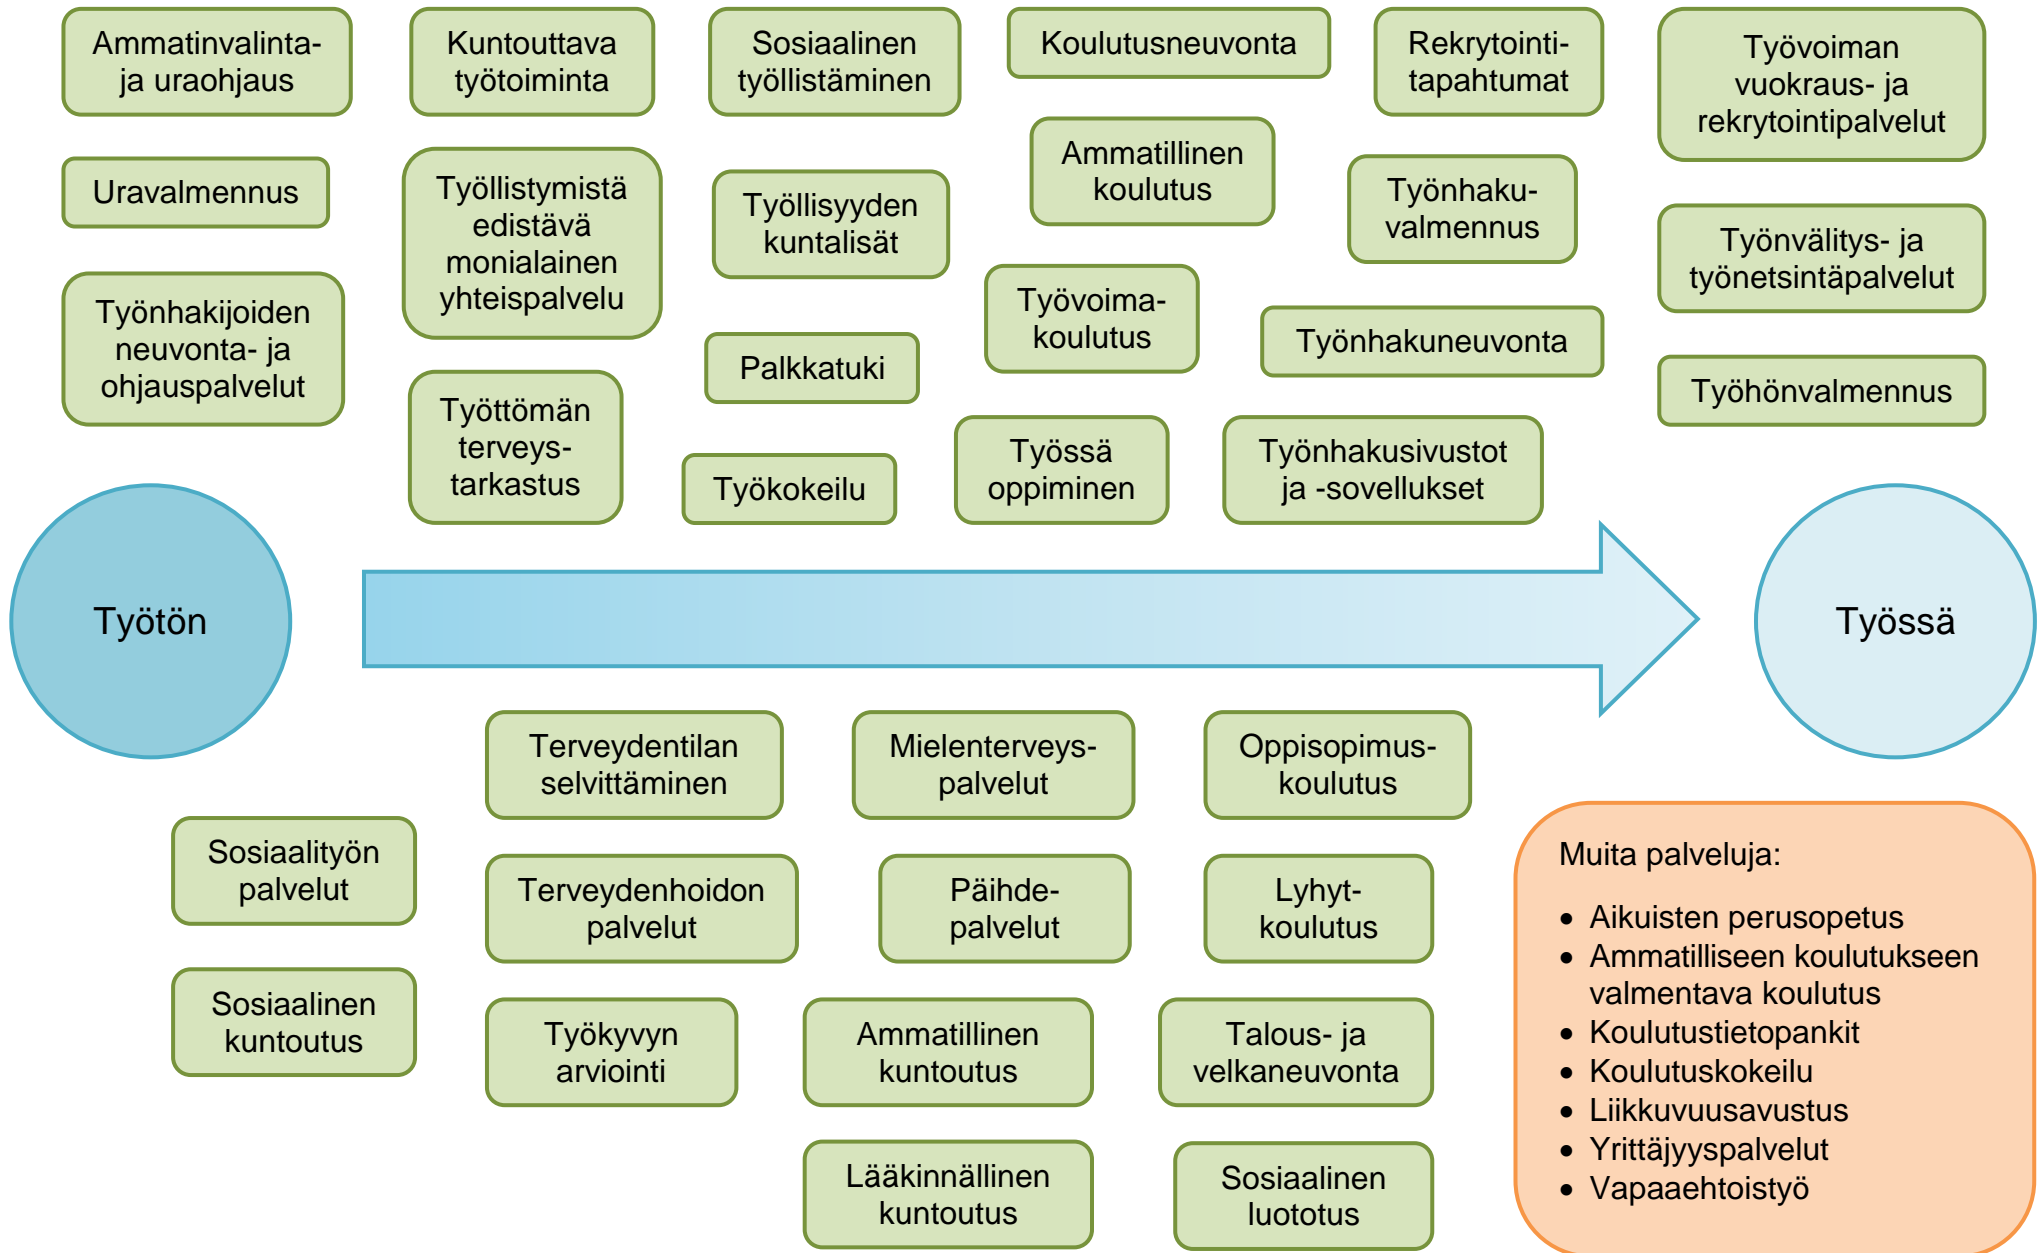 Ammatinvalinta-
ja uraohjaus
Kuntouttava
työtoiminta
Sosiaalinen
työllistäminen
Koulutusneuvonta
Rekrytointi-
tapahtumat
Työvoiman
vuokraus- ja
rekrytointipalvelut
Uravalmennus
Työllistymistä
edistävä
monialainen
yhteispalvelu
Työllisyyden
kuntalisät
Ammatillinen
koulutus
Työnhaku-
valmennus
Työnvälitys- ja
työnetsintäpalvelut
Työnhakijoiden
neuvonta- ja
ohjauspalvelut
Työttömän
terveys-
tarkastus
Palkkatuki
Työvoima-
koulutus
Työnhakuneuvonta
Työhönvalmennus
Työkokeilu
Työssä
oppiminen
Työnhakusivustot
ja -sovellukset
Työtön
Työssä
Terveydentilan
selvittäminen
Mielenterveys-
palvelut
Oppisopimus-
koulutus
Sosiaalityön
palvelut
Terveydenhoidon
palvelut
Päihde-
palvelut
Lyhyt-
koulutus
Sosiaalinen
kuntoutus
Työkyvyn
arviointi
Ammatillinen
kuntoutus
Talous- ja
velkaneuvonta
Lääkinnällinen
kuntoutus
Sosiaalinen
luototus
Muita palveluja:
• Aikuisten perusopetus
• Ammatilliseen koulutukseen
valmentava koulutus
• Koulutustietopankit
• Koulutuskokeilu
• Liikkuvuusavustus
• Yrittäjyyspalvelut
• Vapaaehtoistyö